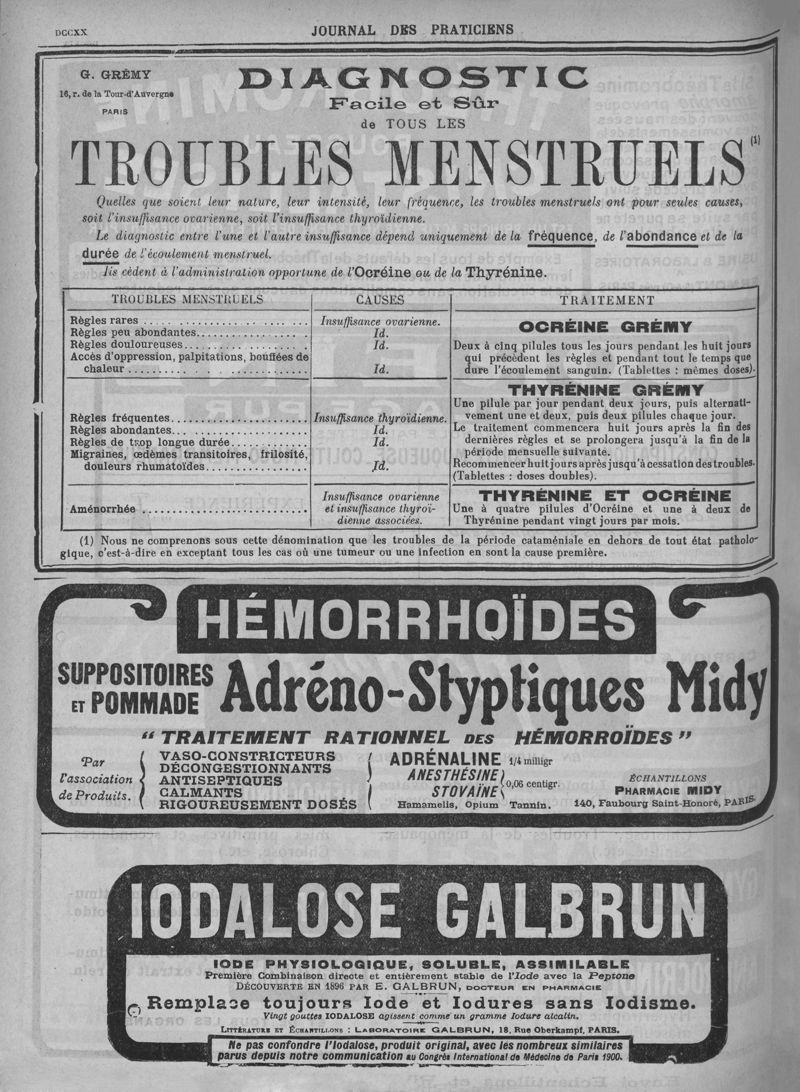 DCCXX
JOURNAL DES PRATICIENS
G. GRÉMY
16, r. de la Tour-d'Auvergne
PARIS
DIAGNOSTIC
Facile et Sûr
de TOUS LES
TROUBLES MENSTRUELS (1)
Quelles que soient leur nature, leur intensité, leur fréquence, les troubles menstruels ont pour seules causes,
soit l'insuffisance ovarienne, soit l'insuffisance thyroïdienne.
Le diagnostic entre l'une et l'autre insuffisance dépend uniquement de la fréquence, de l'abondance et de la
durée de l'écoulement menstruel.
Ils cèdent à l'administration opportune de l'Ocréine ou de la Thyrénine.
TROUBLES MENSTRUELS
CAUSES
TRAITEMENT
Règles rares
Insuffisance ovarienne.
Règles peu abondantes
Id.
Règles douloureuses
Id.
Accès d'oppression, palpitations, bouffées de
chaleur
Id.
OCRÉINE GRÉMY
Deux à cinq pilules tous les jours pendant les huit jours
qui précèdent les règles et pendant tout le temps que
dure l'écoulement sanguin. (Tablettes : mêmes doses).
Règles fréquentes
Insuffisance thyroïdienne.
Règles abondantes
Id.
Règles de trop longue durée
Id.
Migraines, œdèmes transitoires, frilosité,
douleurs rhumatoïdes
Id.
THYRÉNINE GRÉMY
Une pilule par jour pendant deux jours, puis alternati-
vement une et deux, puis deux pilules chaque jour.
Le traitement commencera huit jours après la fin des
dernières règles et se prolongera jusqu'à la fin de la
période mensuelle suivante.
Recommencer huit jours après jusqu'à cessation des troubles.
(Tablettes : doses doubles).
Aménorrhée
Insuffisance ovarienne
et insuffisance thyroï-
dienne associées.
THYRÉNINE ET OCRÉINE
Une à quatre pilules d'Ocréine et une à deux de
Thyrénine pendant vingt jours par mois.
(1) Nous ne comprenons sous cette dénomination que les troubles de la période cataméniale en dehors de tout état patholo-
gique, c'est-à-dire en exceptant tous les cas où une tumeur ou une infection en sont la cause première.
HÉMORRHOÏDES
SUPPOSITOIRES
ET POMMADE
Adréno-Styptiques Midy
" TRAITEMENT RATIONNEL DES HÉMORROÏDES "
Par
l'association
de Produits.
VASO-CONSTRICTEURS
DÉCONGESTIONNANTS
ANTISEPTIQUES
CALMANTS
RIGOUREUSEMENT DOSÉS
ADRÉNALINE 1/4 milligr
ANESTHÉSINE
STOVAÏNE
0,06 centigr.
Hamamelis, Opium Tannin.
ÉCHANTILLONS
PHARMACIE MIDY
140, Faubourg Saint-Honoré, PARIS.
IODALOSE GALBRUN
IODE PHYSIOLOGIQUE, SOLUBLE, ASSIMILABLE
Première Combinaison directe et entièrement stable de l'Iode avec la Peptone
DÉCOUVERTE EN 1896 PAR E. GALBRUN, DOCTEUR EN PHARMACIE
Remplace toujours Iode et Iodures sans Iodisme.
Vingt gouttes IODALOSE agissent comme un gramme Iodure alcalin.
LITTÉRATURE ET ÉCHANTILLONS : LABORATOIRE GALBRUN, 18, Rue Oberkampf, PARIS.
Ne pas confondre l'Iodalose, produit original, avec les nombreux similaires
parus depuis notre communication au Congrès International de Médecine de Paris 1900.